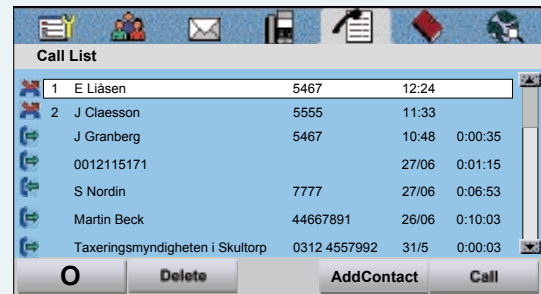 Call List
1 E Liåsen 5467 12:24
2 J Claesson 5555 11:33
J Granberg 5467 10:48 0:00:35
0012115171 27/06 0:01:15
S Nordin 7777 27/06 0:06:53
Martin Beck 44667891 26/06 0:10:03
Taxeringsmyndigheten i Skultorp 0312 4557992 31/5 0:00:03
O Delete AddContact Call